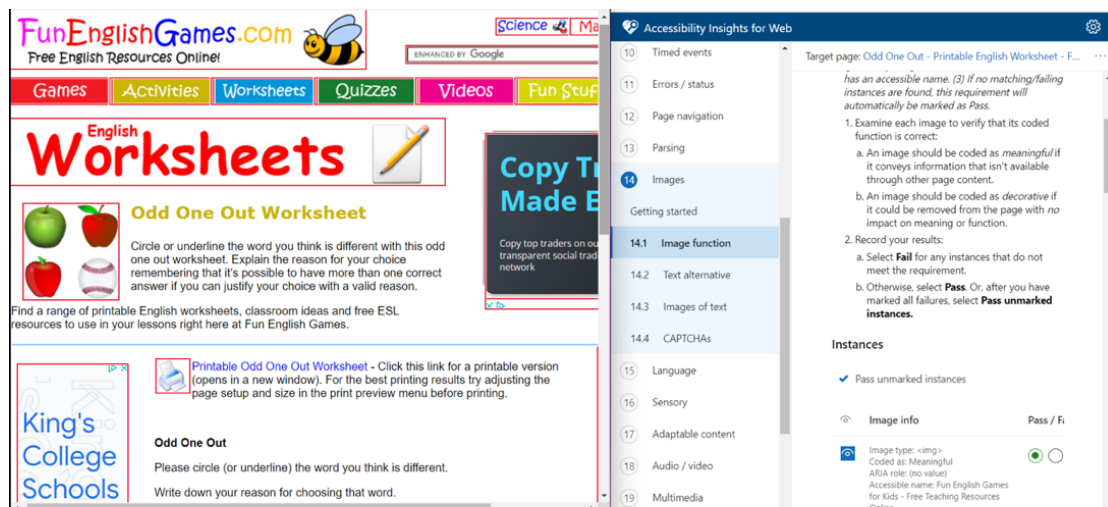 FunEnglishGames.com
Free English Resources Online!
Science
Ma
ENHANCED BY Google
Games
Activities
Worksheets
Quizzes
Videos
Fun Stuf
English
Worksheets
Odd One Out Worksheet
Circle or underline the word you think is different with this odd
one out worksheet. Explain the reason for your choice
remembering that it's possible to have more than one correct
answer if you can justify your choice with a valid reason.
Find a range of printable English worksheets, classroom ideas and free ESL
resources to use in your lessons right here at Fun English Games.
Copy Tr
Made E
Copy top traders on ou
transparent social trad
network
King's
College
Schools
Printable Odd One Out Worksheet - Click this link for a printable version
(opens in a new window). For the best printing results try adjusting the
page setup and size in the print preview menu before printing.
Odd One Out
Please circle (or underline) the word you think is different.
Write down your reason for choosing that word.
Accessibility Insights for Web
10 Timed events
11 Errors / status
12 Page navigation
13 Parsing
14 Images
Getting started
14.1 Image function
14.2 Text alternative
14.3 Images of text
14.4 CAPTCHAs
15 Language
16 Sensory
17 Adaptable content
18 Audio / video
19 Multimedia
Target page: Odd One Out - Printable English Worksheet - F... ...
has an accessible name. (3) If no matching/failing
instances are found, this requirement will
automatically be marked as Pass.
1. Examine each image to verify that its coded
function is correct:
a. An image should be coded as meaningful if
it conveys information that isn't available
through other page content.
b. An image should be coded as decorative if
it could be removed from the page with no
impact on meaning or function.
2. Record your results:
a. Select Fail for any instances that do not
meet the requirement.
b. Otherwise, select Pass. Or, after you have
marked all failures, select Pass unmarked
instances.
Instances
Pass unmarked instances
Image info
Pass / Fa
Image type: <img>
Coded as: Meaningful
ARIA role: (no value)
Accessible name: Fun English Games
for Kids - Free Teaching Resources